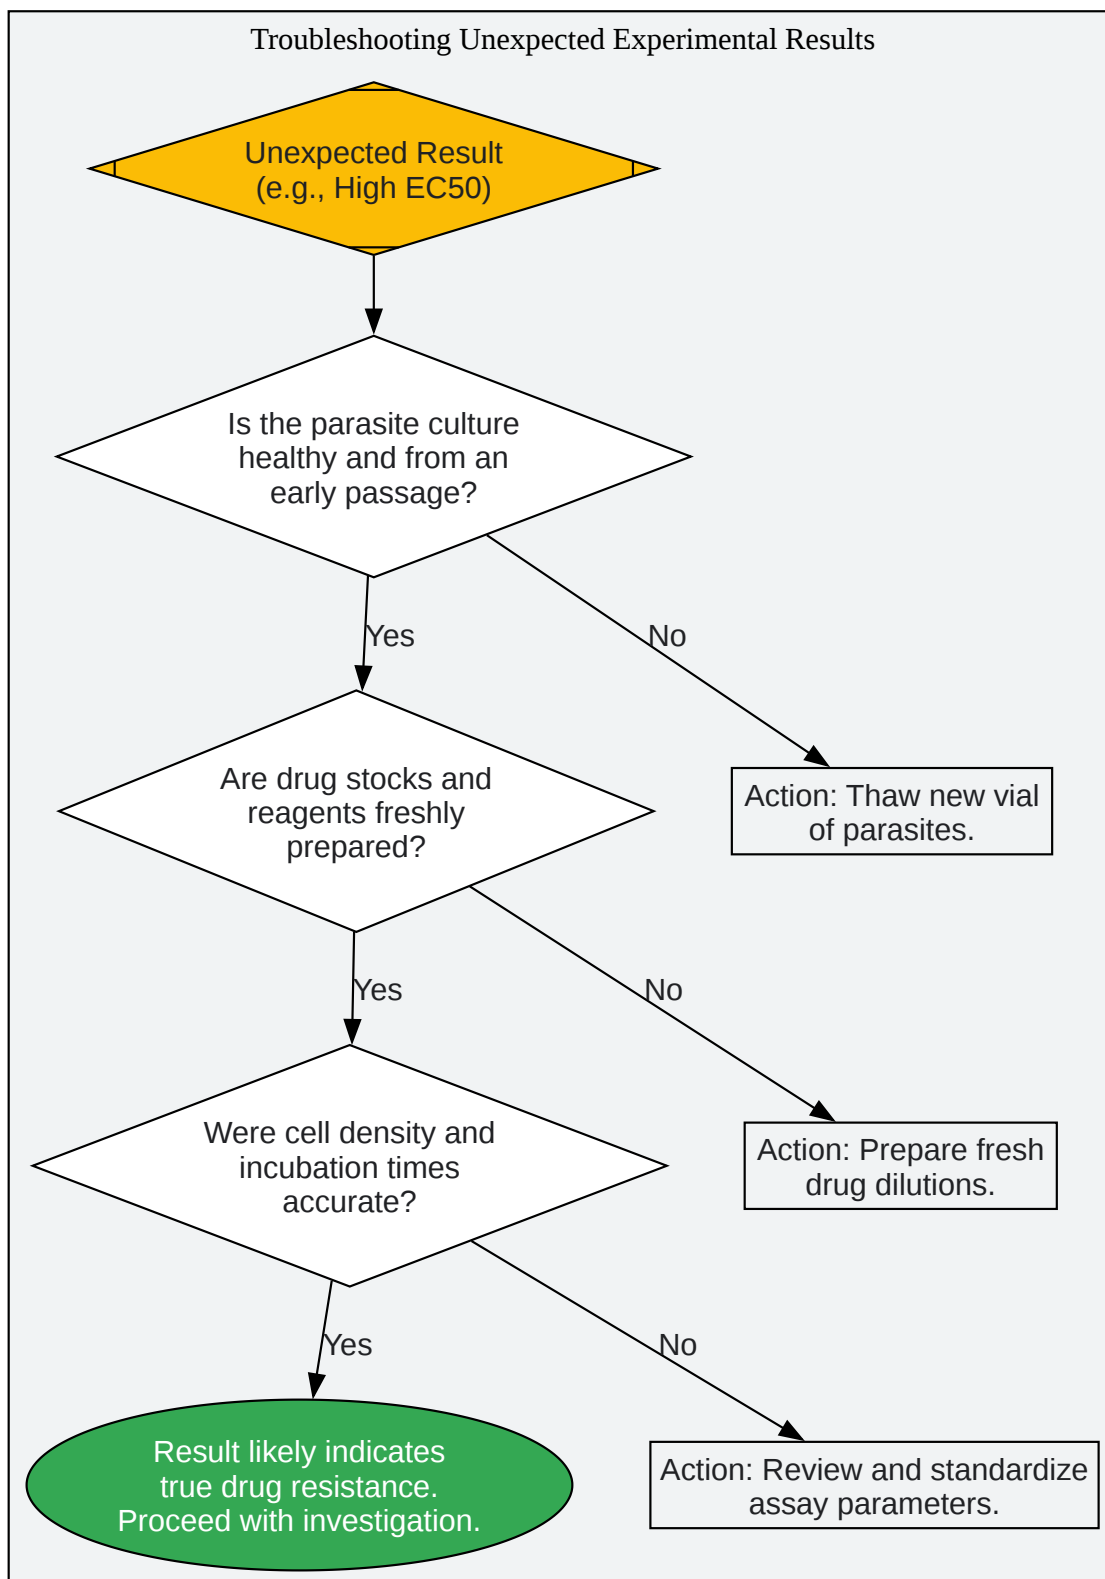 Troubleshooting Unexpected Experimental Results
Unexpected Result
(e.g., High EC50)
Is the parasite culture
healthy and from an
early passage?
Yes
No
Are drug stocks and
reagents freshly
prepared?
Action: Thaw new vial
of parasites.
Yes
No
Were cell density and
incubation times
accurate?
Action: Prepare fresh
drug dilutions.
Yes
No
Result likely indicates
true drug resistance.
Proceed with investigation.
Action: Review and standardize
assay parameters.